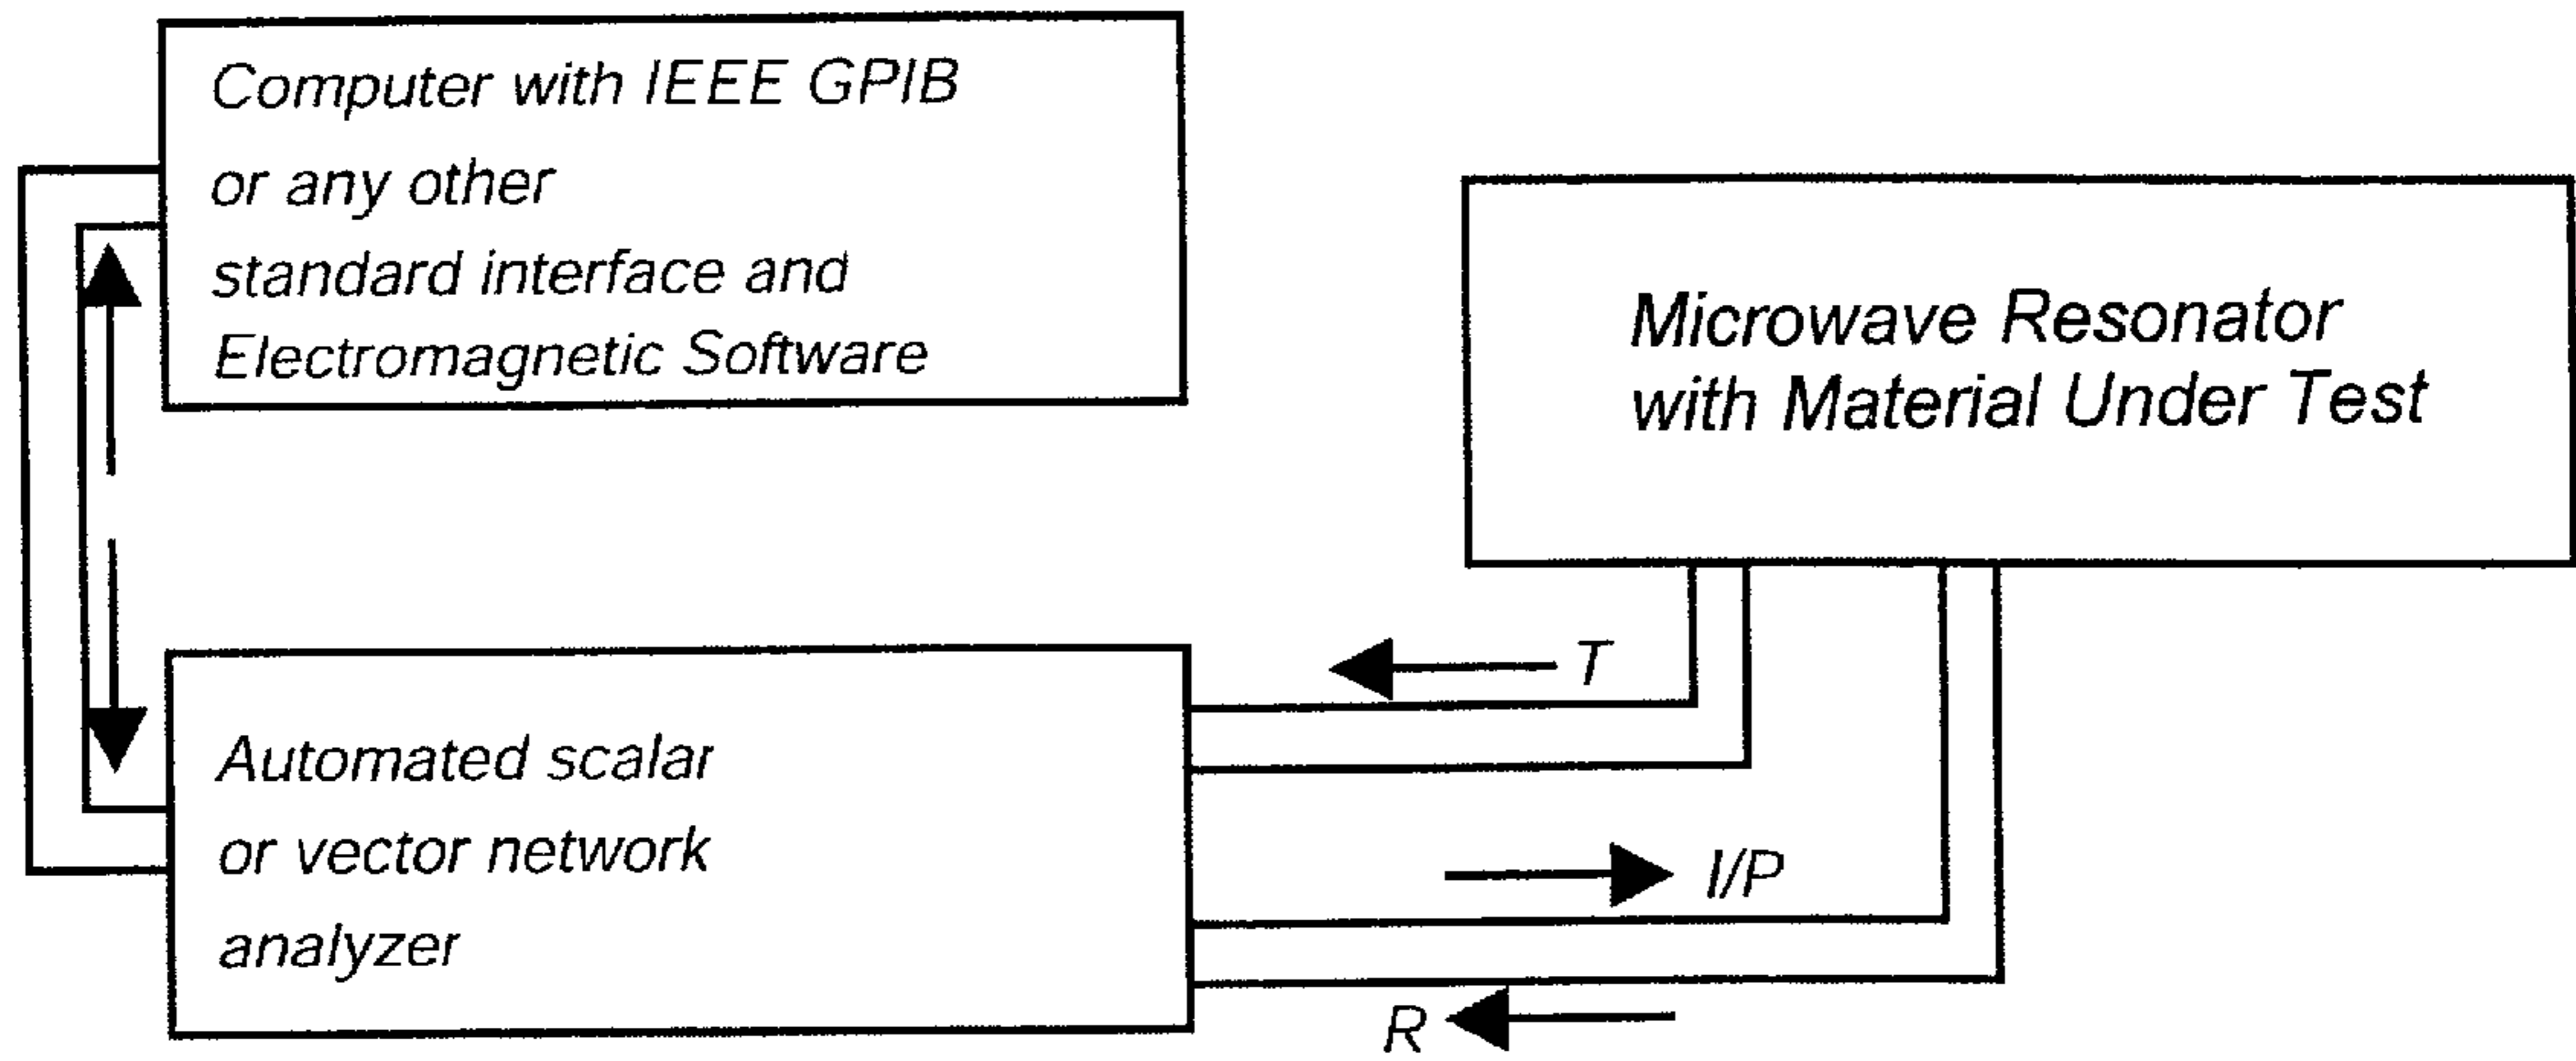 Computer with IEEE GPIB
or any other
standard interface and
Electromagnetic Software
Microwave Resonator
with Material Under Test
T
Automated scalar
or vector network
analyzer
I/P
R